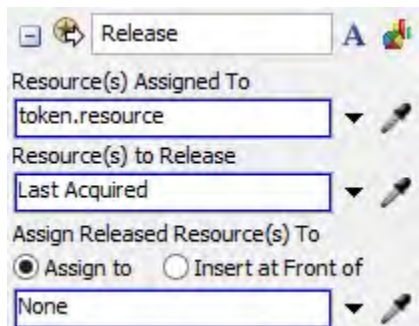 Release A
Resource(s) Assigned To
token.resource
Resource(s) to Release
Last Acquired
Assign Released Resource(s) To
Assign to Insert at Front of
None